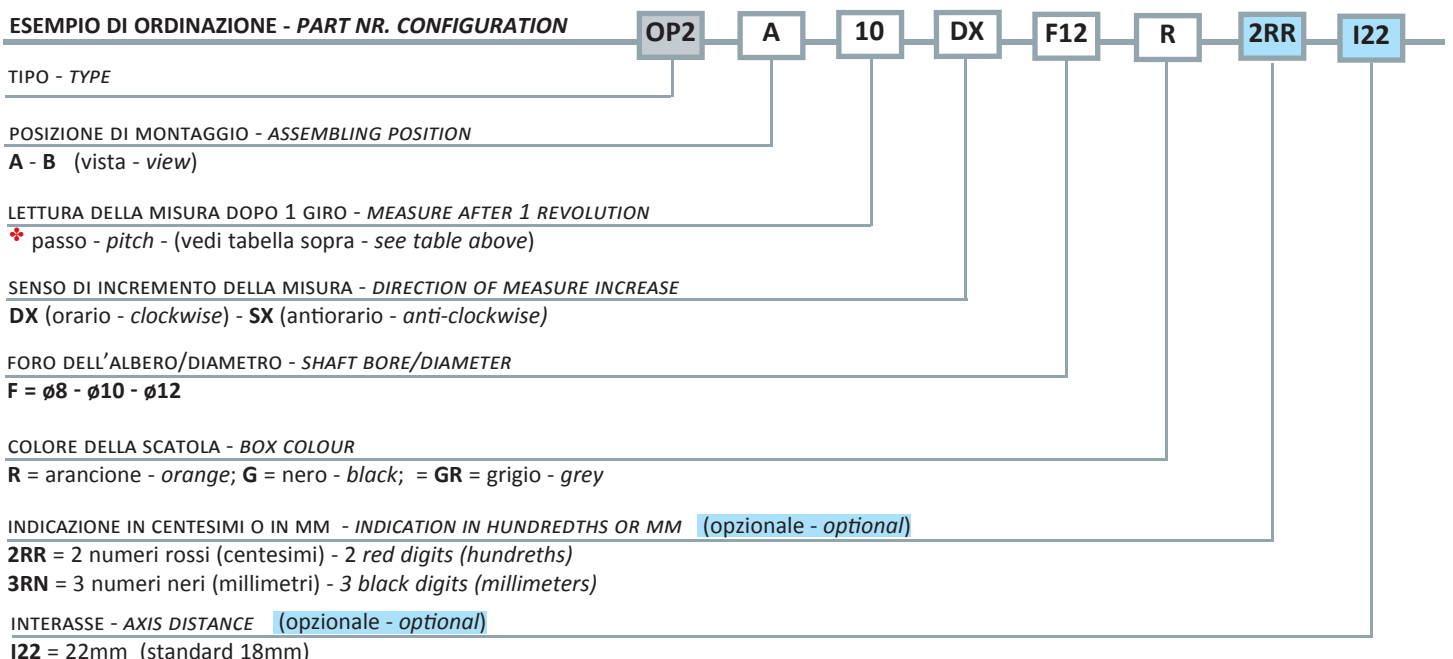 ESEMPIO DI ORDINAZIONE - PART NR. CONFIGURATION OP2 A 10 DX F12 R 2RR I22
TIPO - TYPE
POSIZIONE DI MONTAGGIO - ASSEMBLING POSITION
A - B (vista - view)
LETTURA DELLA MISURA DOPO 1 GIRO - MEASURE AFTER 1 REVOLUTION
✤ passo - pitch - (vedi tabella sopra - see table above)
SENSO DI INCREMENTO DELLA MISURA - DIRECTION OF MEASURE INCREASE
DX (orario - clockwise) - SX (antiorario - anti-clockwise)
FORO DELL'ALBERO/DIAMETRO - SHAFT BORE/DIAMETER
F = ø8 - ø10 - ø12
COLORE DELLA SCATOLA - BOX COLOUR
R = arancione - orange; G = nero - black; = GR = grigio - grey
INDICAZIONE IN CENTESIMI O IN MM - INDICATION IN HUNDREDTHS OR MM (opzionale - optional)
2RR = 2 numeri rossi (centesimi) - 2 red digits (hundreths)
3RN = 3 numeri neri (millimetri) - 3 black digits (millimeters)
INTERASSE - AXIS DISTANCE (opzionale - optional)
I22 = 22mm (standard 18mm)